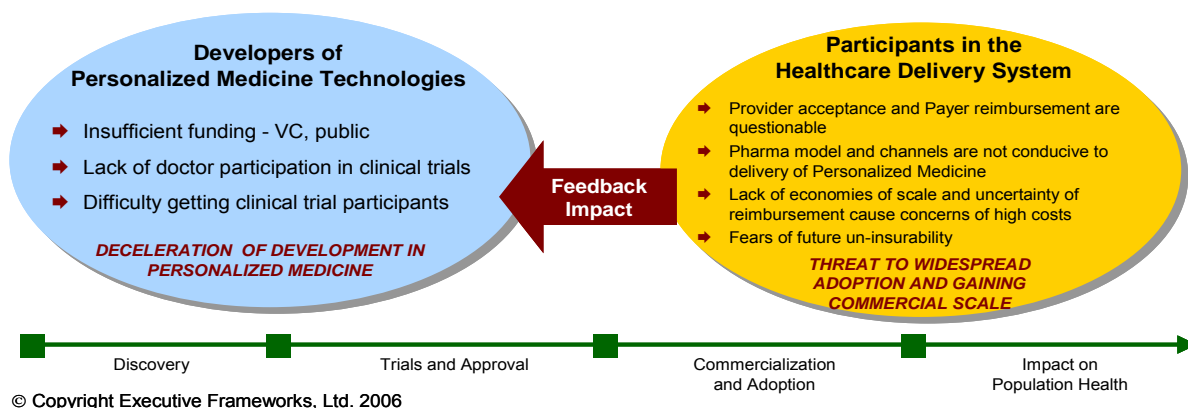 Developers of
Personalized Medicine Technologies
Insufficient funding - VC, public
Lack of doctor participation in clinical trials
Difficulty getting clinical trial participants
DECELERATION OF DEVELOPMENT IN
PERSONALIZED MEDICINE
Feedback
Impact
Participants in the
Healthcare Delivery System
Provider acceptance and Payer reimbursement are
questionable
Pharma model and channels are not conducive to
delivery of Personalized Medicine
Lack of economies of scale and uncertainty of
reimbursement cause concerns of high costs
Fears of future un-insurability
THREAT TO WIDESPREAD
ADOPTION AND GAINING
COMMERCIAL SCALE
Discovery
Trials and Approval
Commercialization
and Adoption
Impact on
Population Health
© Copyright Executive Frameworks, Ltd. 2006